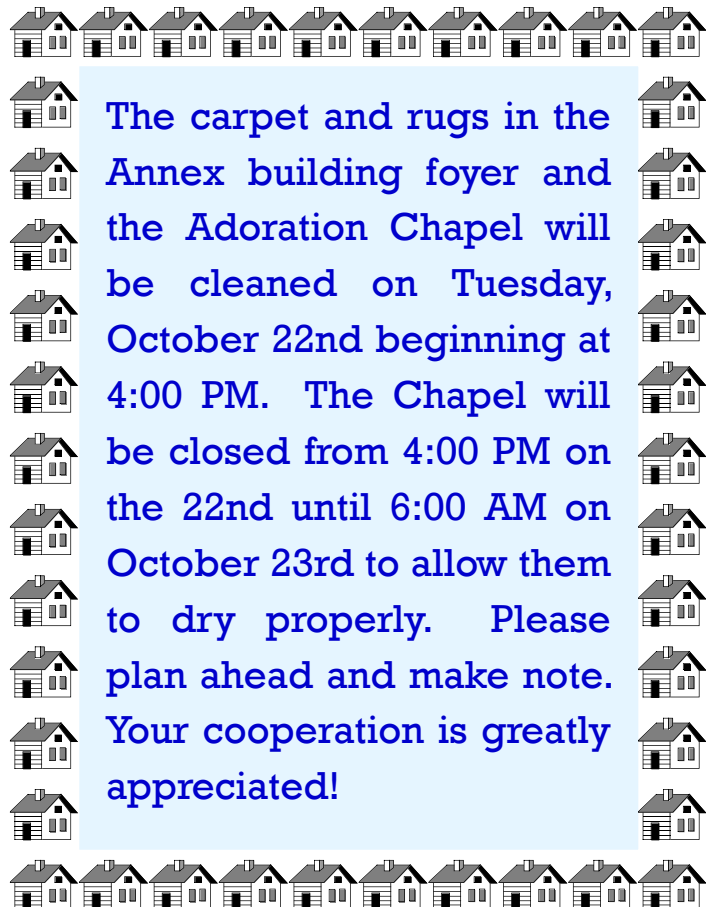 The carpet and rugs in the
Annex building foyer and
the Adoration Chapel will
be cleaned on Tuesday,
October 22nd beginning at
4:00 PM.  The Chapel will
be closed from 4:00 PM on
the 22nd until 6:00 AM on
October 23rd to allow them
to dry properly.  Please
plan ahead and make note.
Your cooperation is greatly
appreciated!